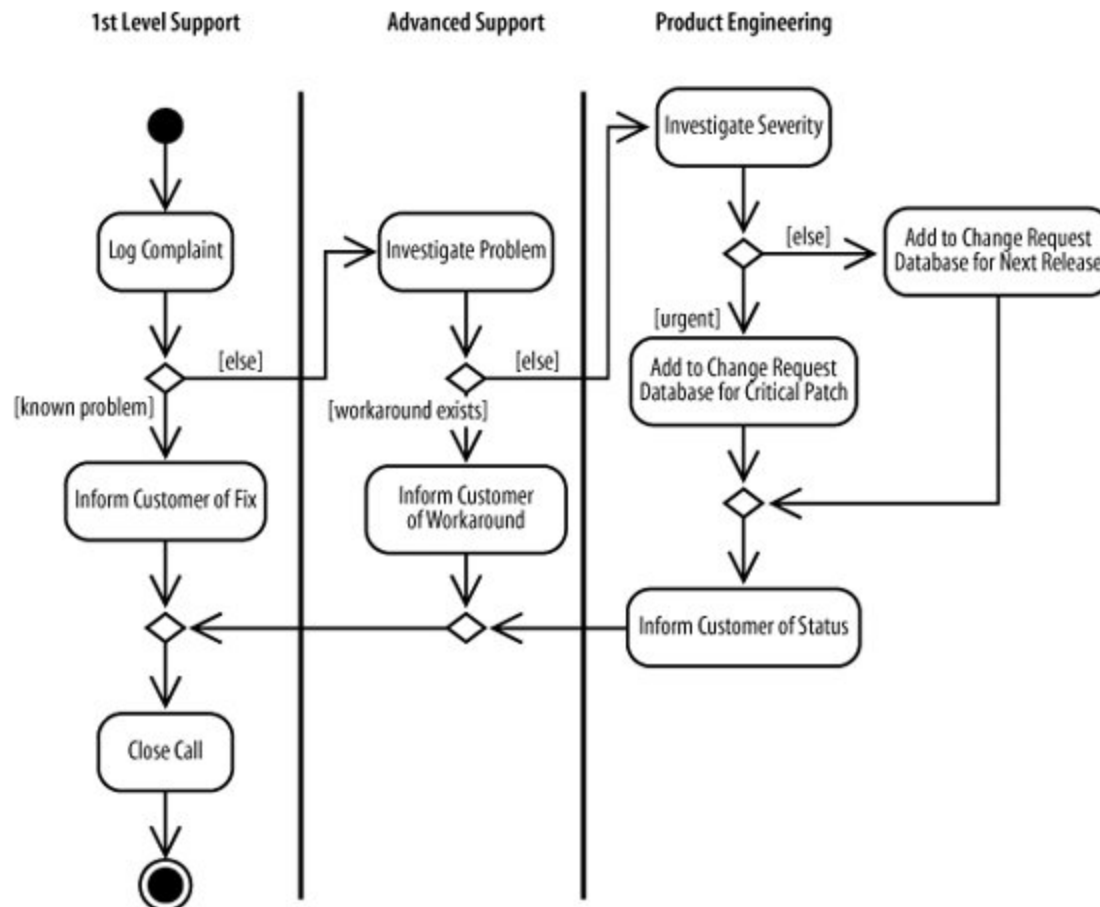 1st Level Support
Advanced Support
Product Engineering
Investigate Severity
Log Complaint
Investigate Problem
[else]
Add to Change Request
Database for Next Release
[urgent]
[else]
[else]
Add to Change Request
Database for Critical Patch
[known problem]
[workaround exists]
Inform Customer of Fix
Inform Customer
of Workaround
Inform Customer of Status
Close Call